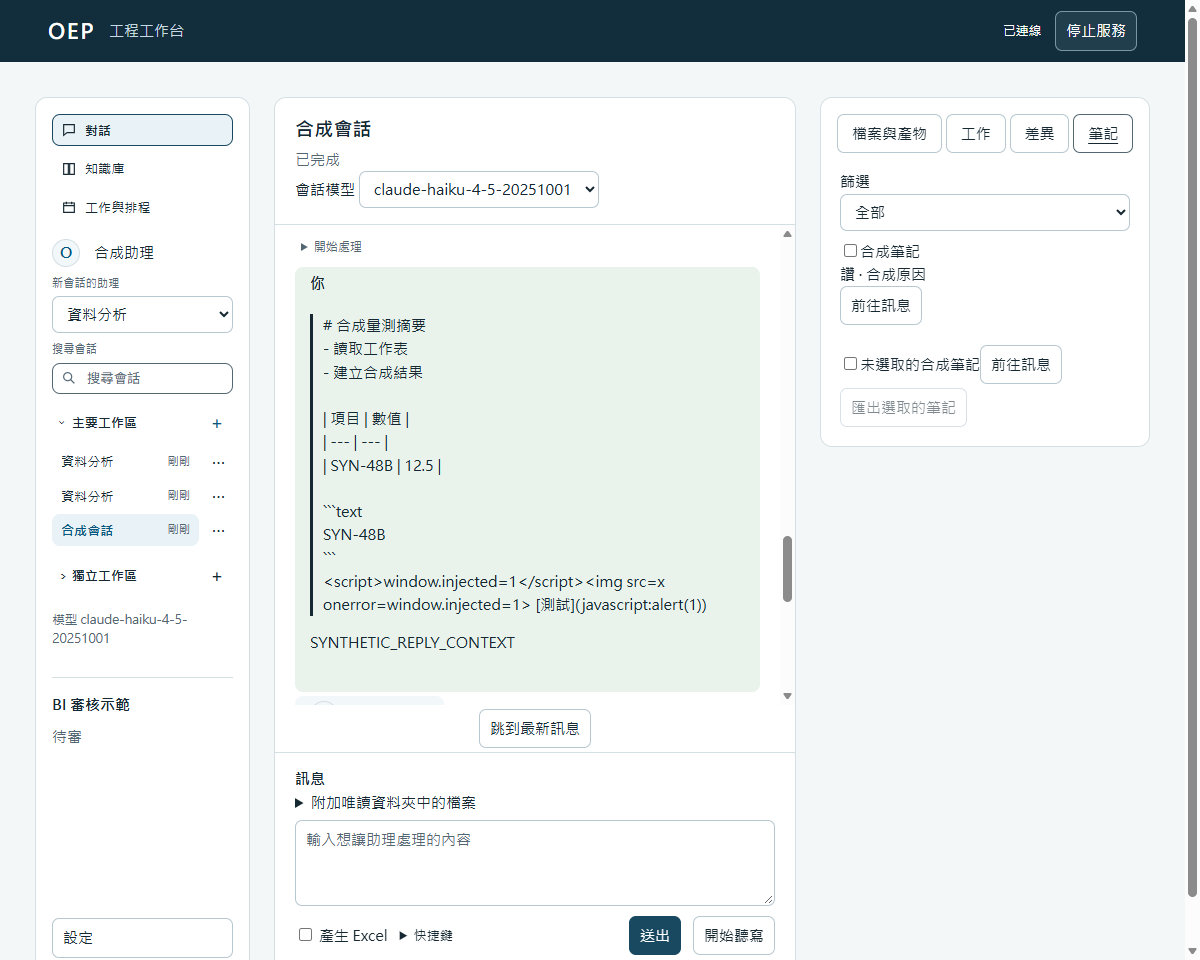 OEP 工程工作台
已連線
停止服務
對話
知識庫
工作與排程
O 合成助理
新會話的助理
資料分析
搜尋會話
搜尋會話
主要工作區 +
資料分析 剛剛 ...
資料分析 剛剛 ...
合成會話 剛剛 ...
獨立工作區 +
模型 claude-haiku-4-5-
20251001
BI 審核示範
待審
設定
合成會話
已完成
會話模型 claude-haiku-4-5-20251001
開始處理
你
# 合成量測摘要
- 讀取工作表
- 建立合成結果
| 項目 | 數值 |
| --- | --- |
| SYN-48B | 12.5 |
```text
SYN-48B
```
<script>window.injected=1</script><img src=x
onerror=window.injected=1> [測試](javascript:alert(1))
SYNTHETIC_REPLY_CONTEXT
跳到最新訊息
訊息
附加唯讀資料夾中的檔案
輸入想讓助理處理的內容
產生 Excel
快捷鍵
送出
開始聽寫
檔案與產物
工作
差異
筆記
篩選
全部
合成筆記
讚 · 合成原因
前往訊息
未選取的合成筆記 前往訊息
匯出選取的筆記